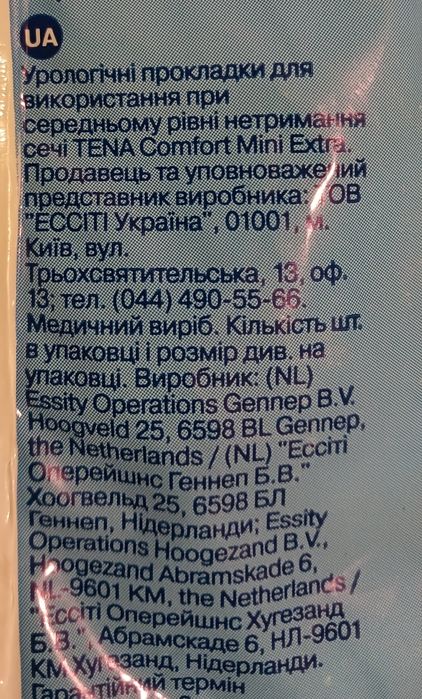 UA
Урологічні прокладки для
використання при
середньому рівні нетримання
сечі TENA Comfort Mini Extra.
Продавець та уповноважений
представник виробника: ТОВ
"ЕССІТІ Україна", 01001, м.
Київ, вул.
Трьохсвятительська, 13, оф.
13; тел. (044) 490-55-66.
Медичний виріб. Кількість шт.
в упаковці і розмір див. на
упаковці. Виробник: (NL)
Essity Operations Gennep B.V.
Hoogveld 25, 6598 BL Gennep,
the Netherlands / (NL) "Ессіті
Оперейшнс Геннеп Б.В."
Хоогвельд 25, 6598 БЛ
Геннеп, Нідерланди; Essity
Operations Hoogezand B.V.,
Hoogezand Abramskade 6,
NL-9601 KM, the Netherlands /
"Ессіті Оперейшнс Хугезанд
Б.В.", Абрамскаде 6, НЛ-9601
КМ Хугезанд, Нідерланди.
Гарантійний термін